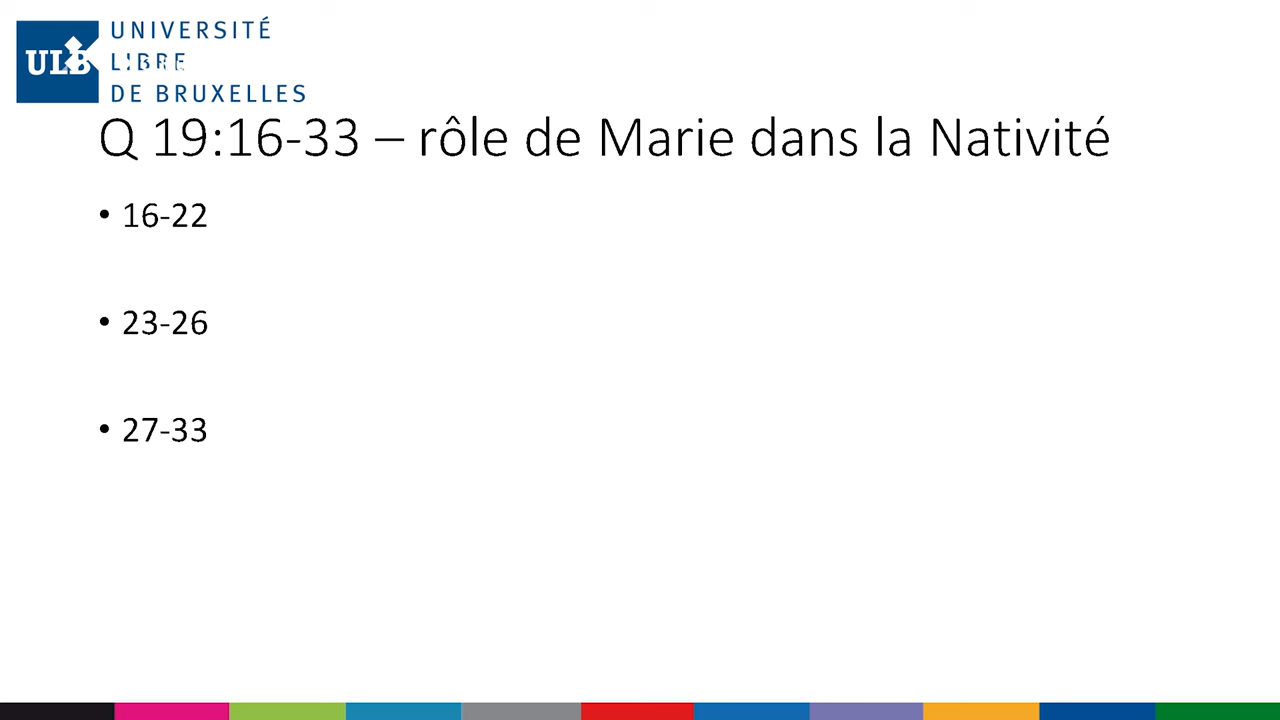 UNIVERSITÉ
ULB LIBRE
DE BRUXELLES
Q 19:16-33 – rôle de Marie dans la Nativité
• 16-22
• 23-26
• 27-33